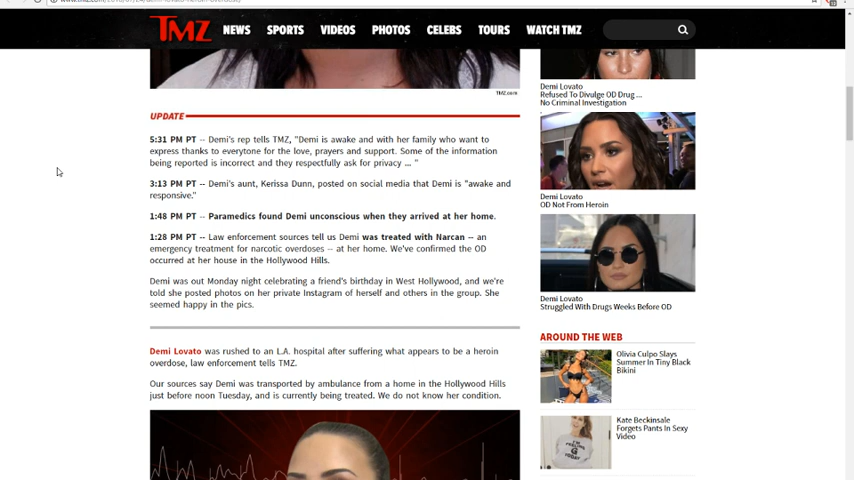 TMZ NEWS SPORTS VIDEOS PHOTOS CELEBS TOURS WATCH TMZ
TMZ.com
UPDATE
5:31 PM PT -- Demi's rep tells TMZ, "Demi is awake and with her family who want to
express thanks to everytone for the love, prayers and support. Some of the information
being reported is incorrect and they respectfully ask for privacy ... "
3:13 PM PT -- Demi's aunt, Kerissa Dunn, posted on social media that Demi is "awake and
responsive."
1:48 PM PT -- Paramedics found Demi unconscious when they arrived at her home.
1:28 PM PT -- Law enforcement sources tell us Demi was treated with Narcan -- an
emergency treatment for narcotic overdoses -- at her home. We've confirmed the OD
occurred at her house in the Hollywood Hills.
Demi was out Monday night celebrating a friend's birthday in West Hollywood, and we're
told she posted photos on her private Instagram of herself and others in the group. She
seemed happy in the pics.
Demi Lovato was rushed to an L.A. hospital after suffering what appears to be a heroin
overdose, law enforcement tells TMZ.
Our sources say Demi was transported by ambulance from a home in the Hollywood Hills
just before noon Tuesday, and is currently being treated. We do not know her condition.
Demi Lovato
Refused To Divulge OD Drug ...
No Criminal Investigation
Demi Lovato
OD Not From Heroin
Demi Lovato
Struggled With Drugs Weeks Before OD
AROUND THE WEB
Olivia Culpo Slays
Summer In Tiny Black
Bikini
Kate Beckinsale
Forgets Pants In Sexy
Video